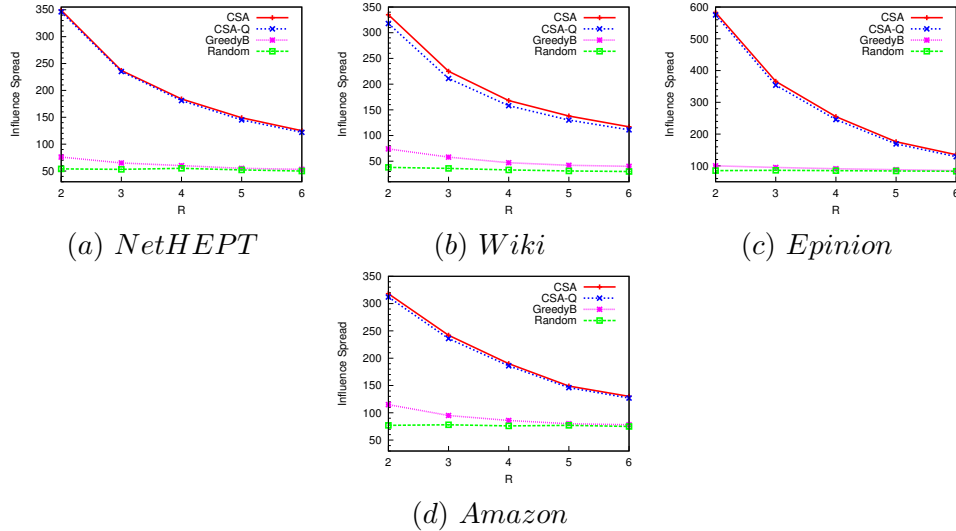 350
300
250
200
150
100
50
2
3
4
5
6
Influence Spread
R
CSA
CSA-Q
GreedyB
Random
(a) NetHEPT
350
300
250
200
150
100
50
2
3
4
5
6
Influence Spread
R
CSA
CSA-Q
GreedyB
Random
(b) Wiki
600
500
400
300
200
100
2
3
4
5
6
Influence Spread
R
CSA
CSA-Q
GreedyB
Random
(c) Epinion
350
300
250
200
150
100
50
2
3
4
5
6
Influence Spread
R
CSA
CSA-Q
GreedyB
Random
(d) Amazon